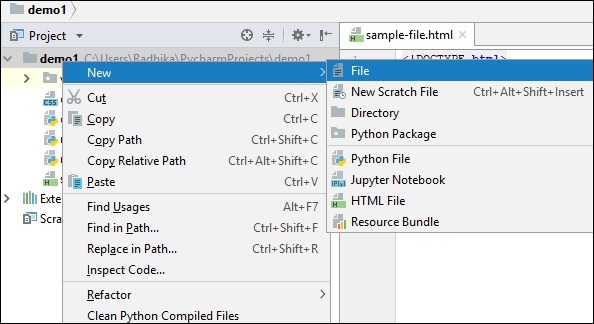 demo1
Project
sample-file.html
demo1 C:\Users\Radhika\PycharmProjects\demo1
<!DOCTYPE html>
New
File
New Scratch File Ctrl+Alt+Shift+Insert
Directory
Python Package
Python File
Jupyter Notebook
HTML File
Resource Bundle
Cut Ctrl+X
Copy Ctrl+C
Copy Path Ctrl+Shift+C
Copy Relative Path Ctrl+Alt+Shift+C
Paste Ctrl+V
Find Usages Alt+F7
Find in Path... Ctrl+Shift+F
Replace in Path... Ctrl+Shift+R
Inspect Code...
Refactor
Clean Python Compiled Files
CSS
H
Exte
Scra